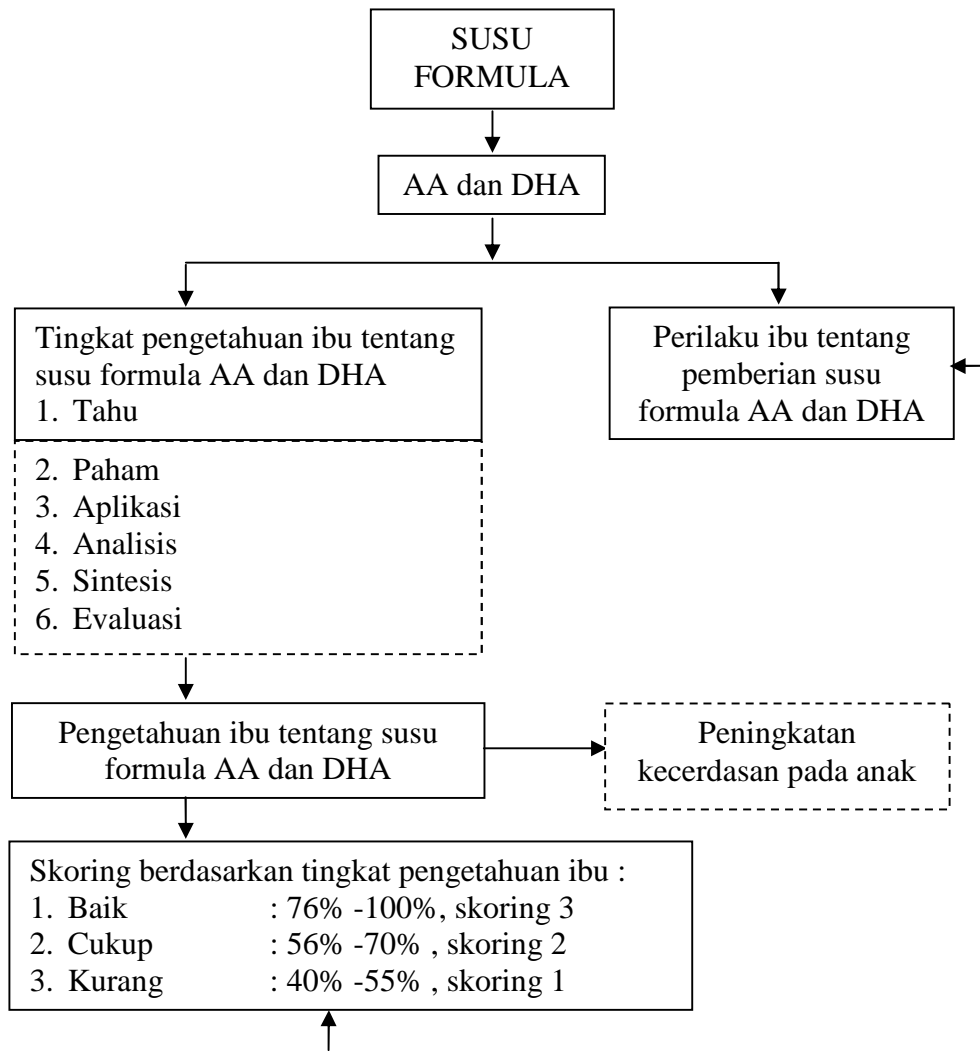 SUSU
FORMULA
AA dan DHA
Tingkat pengetahuan ibu tentang
susu formula AA dan DHA
1. Tahu
Perilaku ibu tentang
pemberian susu
formula AA dan DHA
2. Paham
3. Aplikasi
4. Analisis
5. Sintesis
6. Evaluasi
Pengetahuan ibu tentang susu
formula AA dan DHA
Peningkatan
kecerdasan pada anak
Skoring berdasarkan tingkat pengetahuan ibu :
1. Baik : 76% -100%, skoring 3
2. Cukup : 56% -70% , skoring 2
3. Kurang : 40% -55% , skoring 1